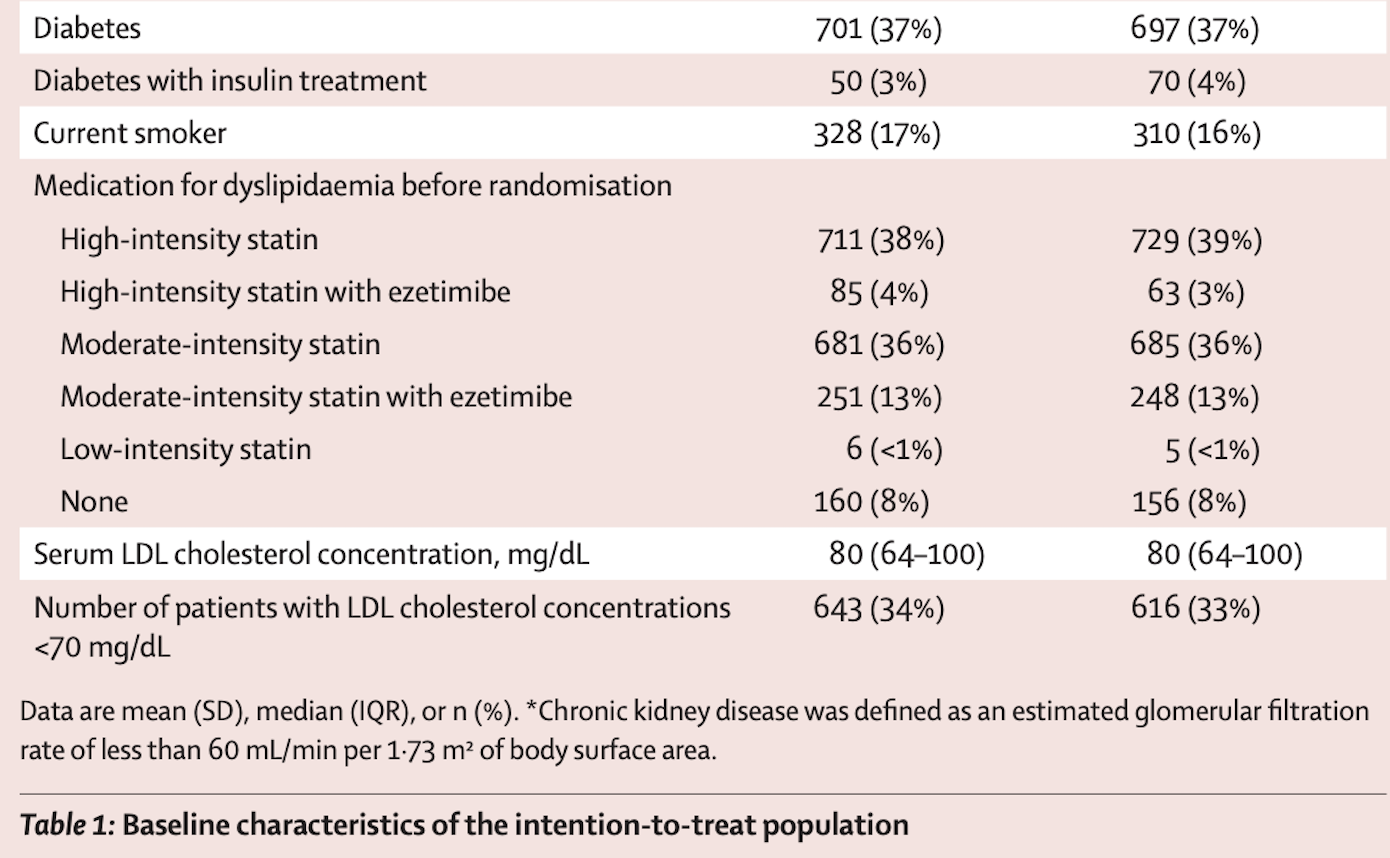 Diabetes 701 (37%) 697 (37%)
Diabetes with insulin treatment 50 (3%) 70 (4%)
Current smoker 328 (17%) 310 (16%)
Medication for dyslipidaemia before randomisation
High-intensity statin 711 (38%) 729 (39%)
High-intensity statin with ezetimibe 85 (4%) 63 (3%)
Moderate-intensity statin 681 (36%) 685 (36%)
Moderate-intensity statin with ezetimibe 251 (13%) 248 (13%)
Low-intensity statin 6 (<1%) 5 (<1%)
None 160 (8%) 156 (8%)
Serum LDL cholesterol concentration, mg/dL 80 (64–100) 80 (64–100)
Number of patients with LDL cholesterol concentrations 643 (34%) 616 (33%)
<70 mg/dL
Data are mean (SD), median (IQR), or n (%). *Chronic kidney disease was defined as an estimated glomerular filtration
rate of less than 60 mL/min per 1·73 m² of body surface area.
Table 1: Baseline characteristics of the intention-to-treat population